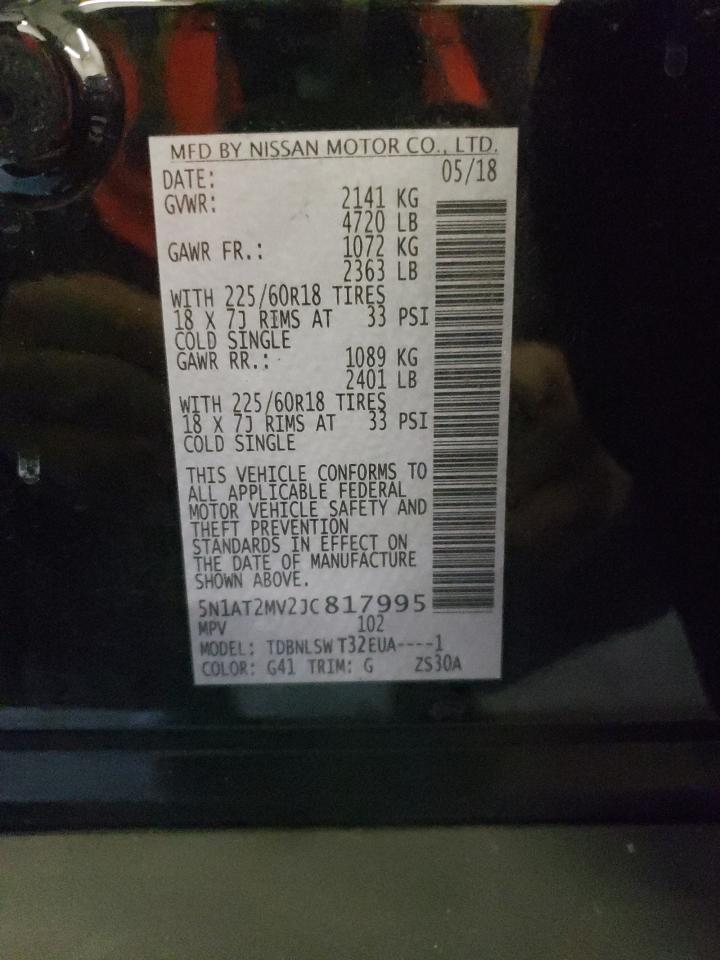 MFD BY NISSAN MOTOR CO., LTD.
DATE: 05/18
GVWR: 2141 KG
4720 LB
GAWR FR.: 1072 KG
2363 LB
WITH 225/60R18 TIRES
18 X 7J RIMS AT 33 PSI
COLD SINGLE
GAWR RR.: 1089 KG
2401 LB
WITH 225/60R18 TIRES
18 X 7J RIMS AT 33 PSI
COLD SINGLE
THIS VEHICLE CONFORMS TO
ALL APPLICABLE FEDERAL
MOTOR VEHICLE SAFETY AND
THEFT PREVENTION
STANDARDS IN EFFECT ON
THE DATE OF MANUFACTURE
SHOWN ABOVE.
5N1AT2MV2JC817995
MPV 102
MODEL: TDBNLSW T32EUA----1
COLOR: G41 TRIM: G ZS30A